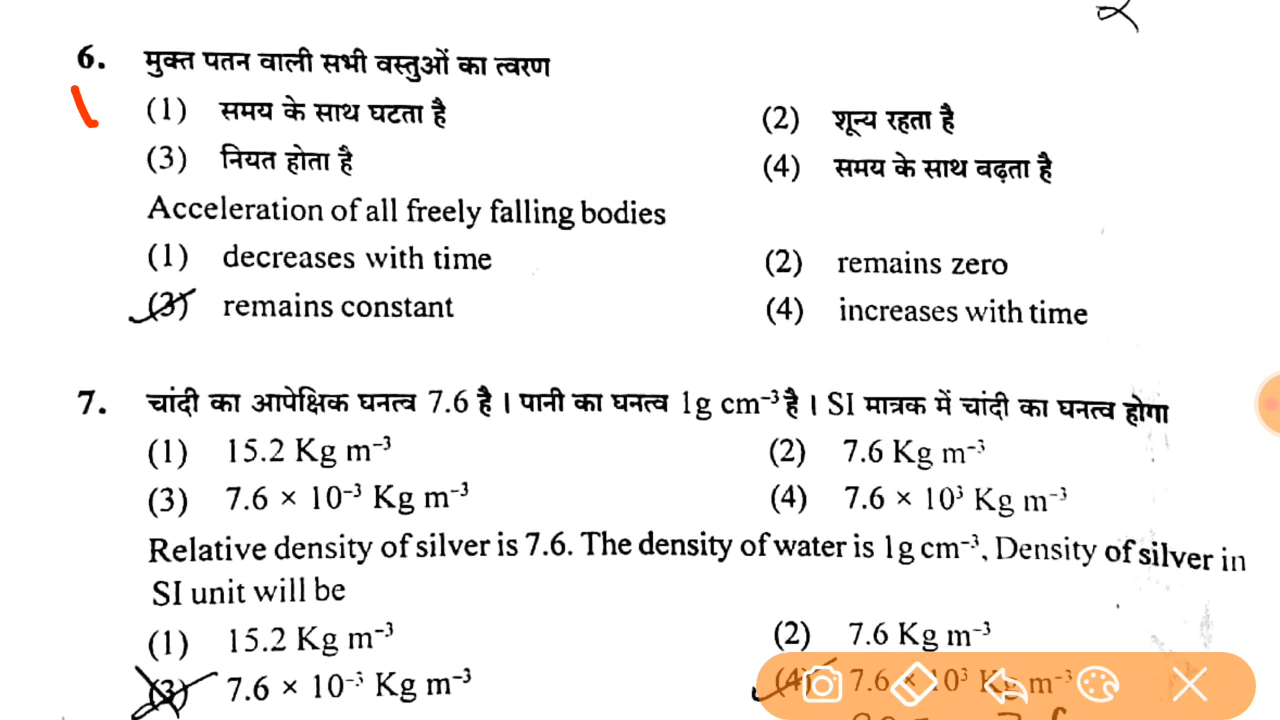 6. मुक्त पतन वाली सभी वस्तुओं का त्वरण
(1) समय के साथ घटता है (2) शून्य रहता है
(3) नियत होता है (4) समय के साथ बढ़ता है
Acceleration of all freely falling bodies
(1) decreases with time (2) remains zero
(3) remains constant (4) increases with time
7. चांदी का आपेक्षिक घनत्व 7.6 है। पानी का घनत्व 1g cm⁻³ है। SI मात्रक में चांदी का घनत्व होगा
(1) 15.2 Kg m⁻³ (2) 7.6 Kg m⁻³
(3) 7.6 × 10⁻³ Kg m⁻³ (4) 7.6 × 10³ Kg m⁻³
Relative density of silver is 7.6. The density of water is 1g cm⁻³, Density of silver in
SI unit will be
(1) 15.2 Kg m⁻³ (2) 7.6 Kg m⁻³
(3) 7.6 × 10⁻³ Kg m⁻³ (4) 7.6 × 10³ Kg m⁻³